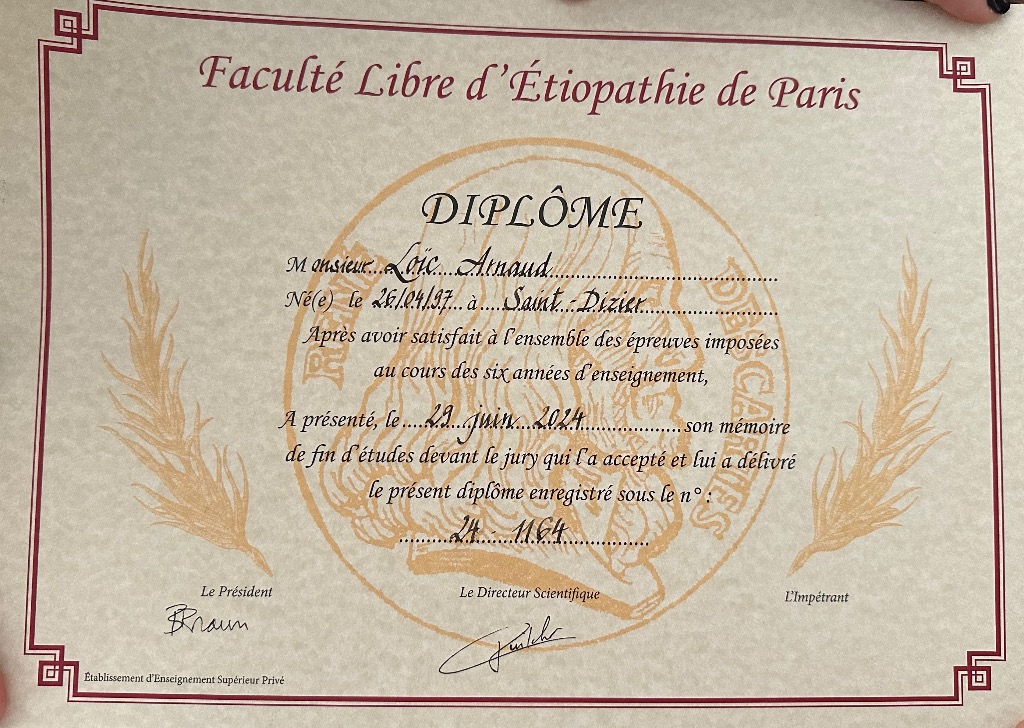 Faculté Libre d'Étiopathie de Paris
DIPLÔME
Monsieur Loïc Arnaud
Né(e) le 26/04/97 à Saint-Dizier
Après avoir satisfait à l'ensemble des épreuves imposées
au cours des six années d'enseignement,
A présenté, le 29 juin 2024 son mémoire
de fin d'études devant le jury qui l'a accepté et lui a délivré
le présent diplôme enregistré sous le n° :
24 - 1164
RENE DESCARTES
Le Président
Le Directeur Scientifique
L'Impétrant
BBraun
Établissement d'Enseignement Supérieur Privé